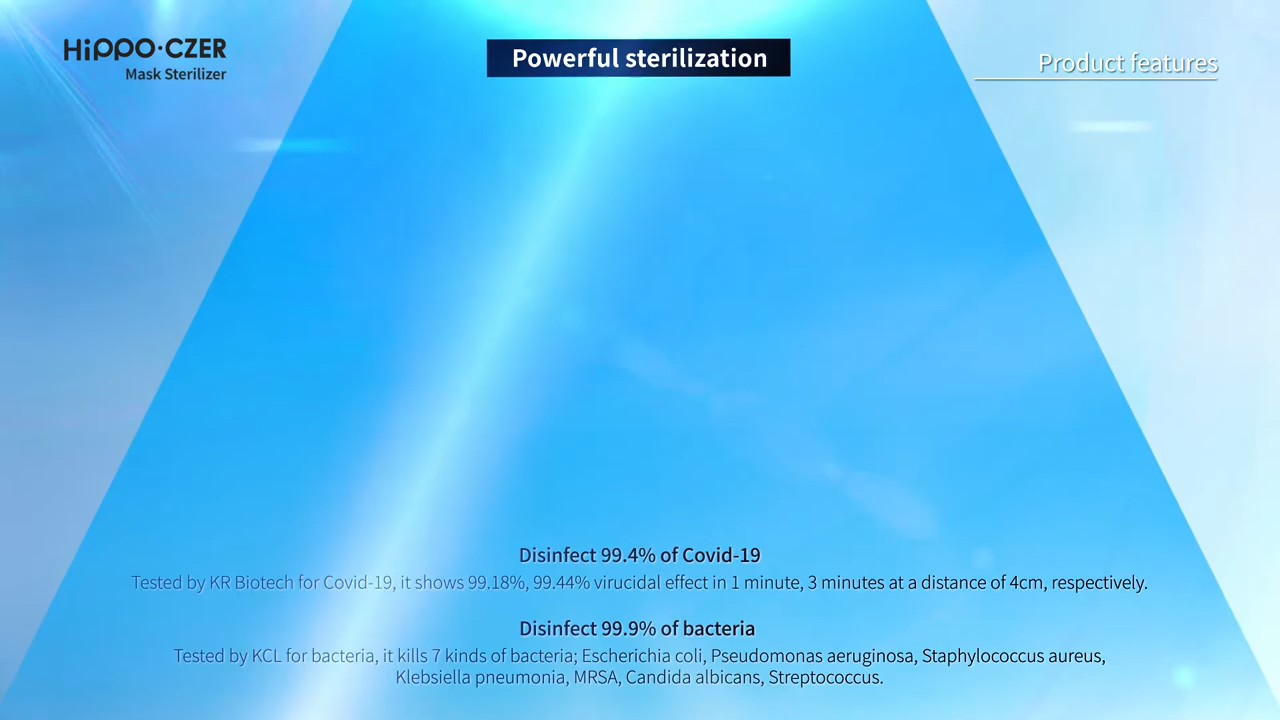 HiPPO·CZER
Mask Sterilizer
Powerful sterilization
Product features
Disinfect 99.4% of Covid-19
Tested by KR Biotech for Covid-19, it shows 99.18%, 99.44% virucidal effect in 1 minute, 3 minutes at a distance of 4cm, respectively.
Disinfect 99.9% of bacteria
Tested by KCL for bacteria, it kills 7 kinds of bacteria; Escherichia coli, Pseudomonas aeruginosa, Staphylococcus aureus,
Klebsiella pneumonia, MRSA, Candida albicans, Streptococcus.